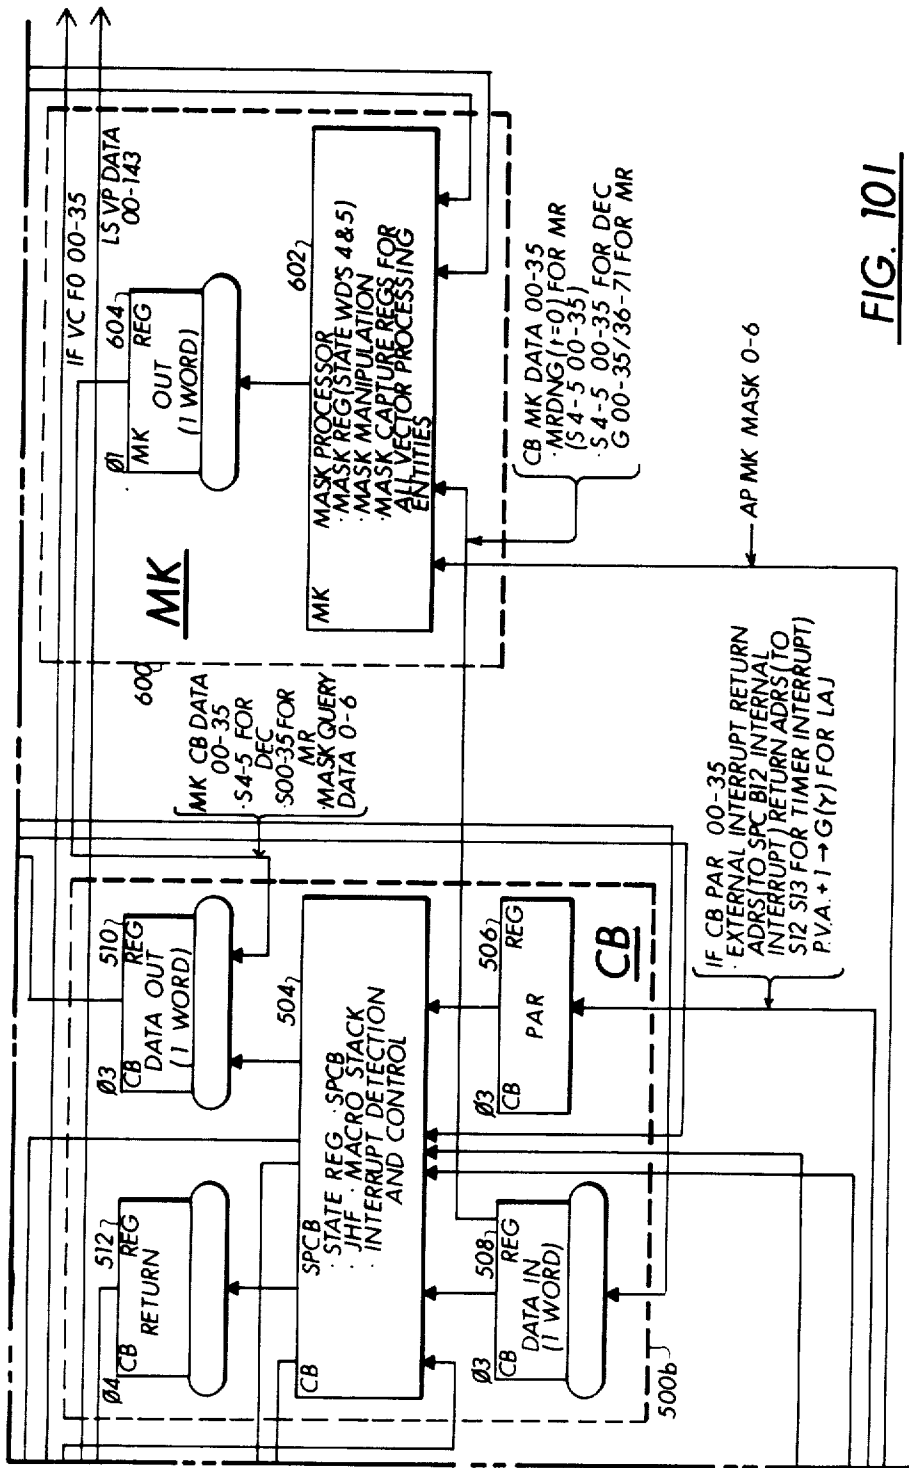 IF VC F0 00-35
LS VP DATA
00-143
Ø1
604
MK REG
OUT
(1 WORD)
MK
600
602
MK
MASK PROCESSOR
· MASK REG (STATE WD'S 4 & 5)
· MASK MANIPULATION
· MASK CAPTURE REGS FOR
ALL VECTOR PROCESSING
ENTITIES
CB MK DATA 00-35
· MRDNG (t=0) FOR MR
(S 4-5 00-35)
· S 4-5 00-35 FOR DEC
G 00-35/36-71 FOR MR
AP MK MASK 0-6
MK CB DATA
00-35
· S4-5 FOR
DEC
S00-35 FOR
MR
· MASK QUERY
DATA 0-6
Ø4
512
CB REG
RETURN
Ø3
510
CB REG
DATA OUT
(1 WORD)
504
CB
SPCB
· STATE REG · SPCB
JHF · MACRO STACK
· INTERRUPT DETECTION
AND CONTROL
Ø3
508
CB REG
DATA IN
(1 WORD)
Ø3
506
CB REG
PAR
CB
500b
IF CB PAR 00-35
· EXTERNAL INTERRUPT RETURN
ADRS (TO SPC B12 INTERNAL
INTERRUPT) RETURN ADRS (TO
S12 S13 FOR TIMER INTERRUPT)
P.V.A. + 1 → G(γ) FOR LAJ
FIG. 101